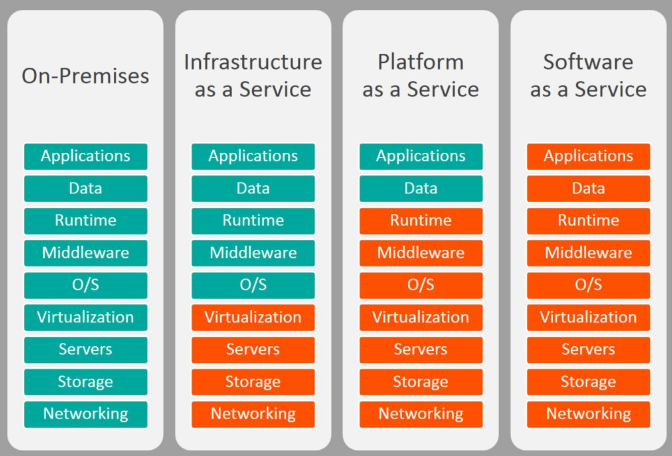 On-Premises
Applications
Data
Runtime
Middleware
O/S
Virtualization
Servers
Storage
Networking
Infrastructure
as a Service
Applications
Data
Runtime
Middleware
O/S
Virtualization
Servers
Storage
Networking
Platform
as a Service
Applications
Data
Runtime
Middleware
O/S
Virtualization
Servers
Storage
Networking
Software
as a Service
Applications
Data
Runtime
Middleware
O/S
Virtualization
Servers
Storage
Networking